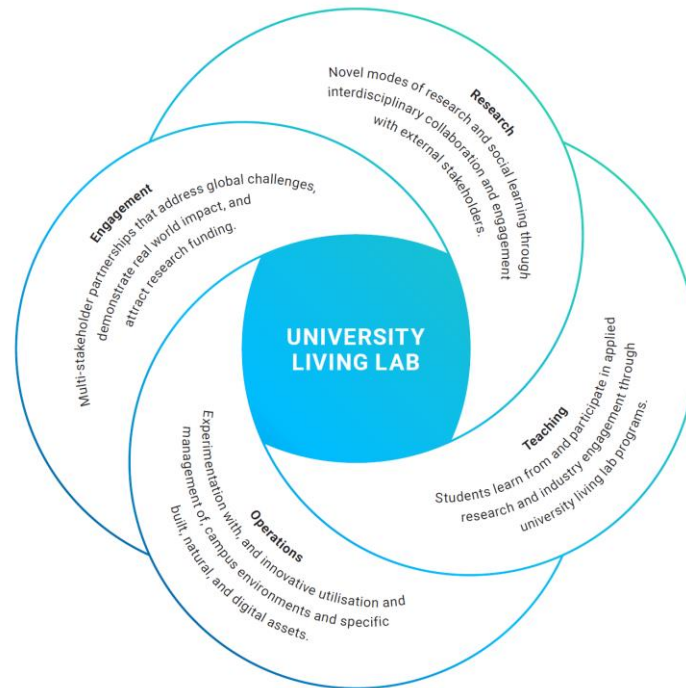 Research
Novel modes of research and social learning through
interdisciplinary collaboration and engagement
with external stakeholders.
Engagement
Multi-stakeholder partnerships that address global challenges,
demonstrate real world impact, and
attract research funding.
UNIVERSITY
LIVING LAB
Teaching
Students learn from and participate in applied
research and industry engagement through
university living lab programs.
Operations
Experimentation with, and innovative utilisation and
management of, campus environments and specific
built, natural, and digital assets.